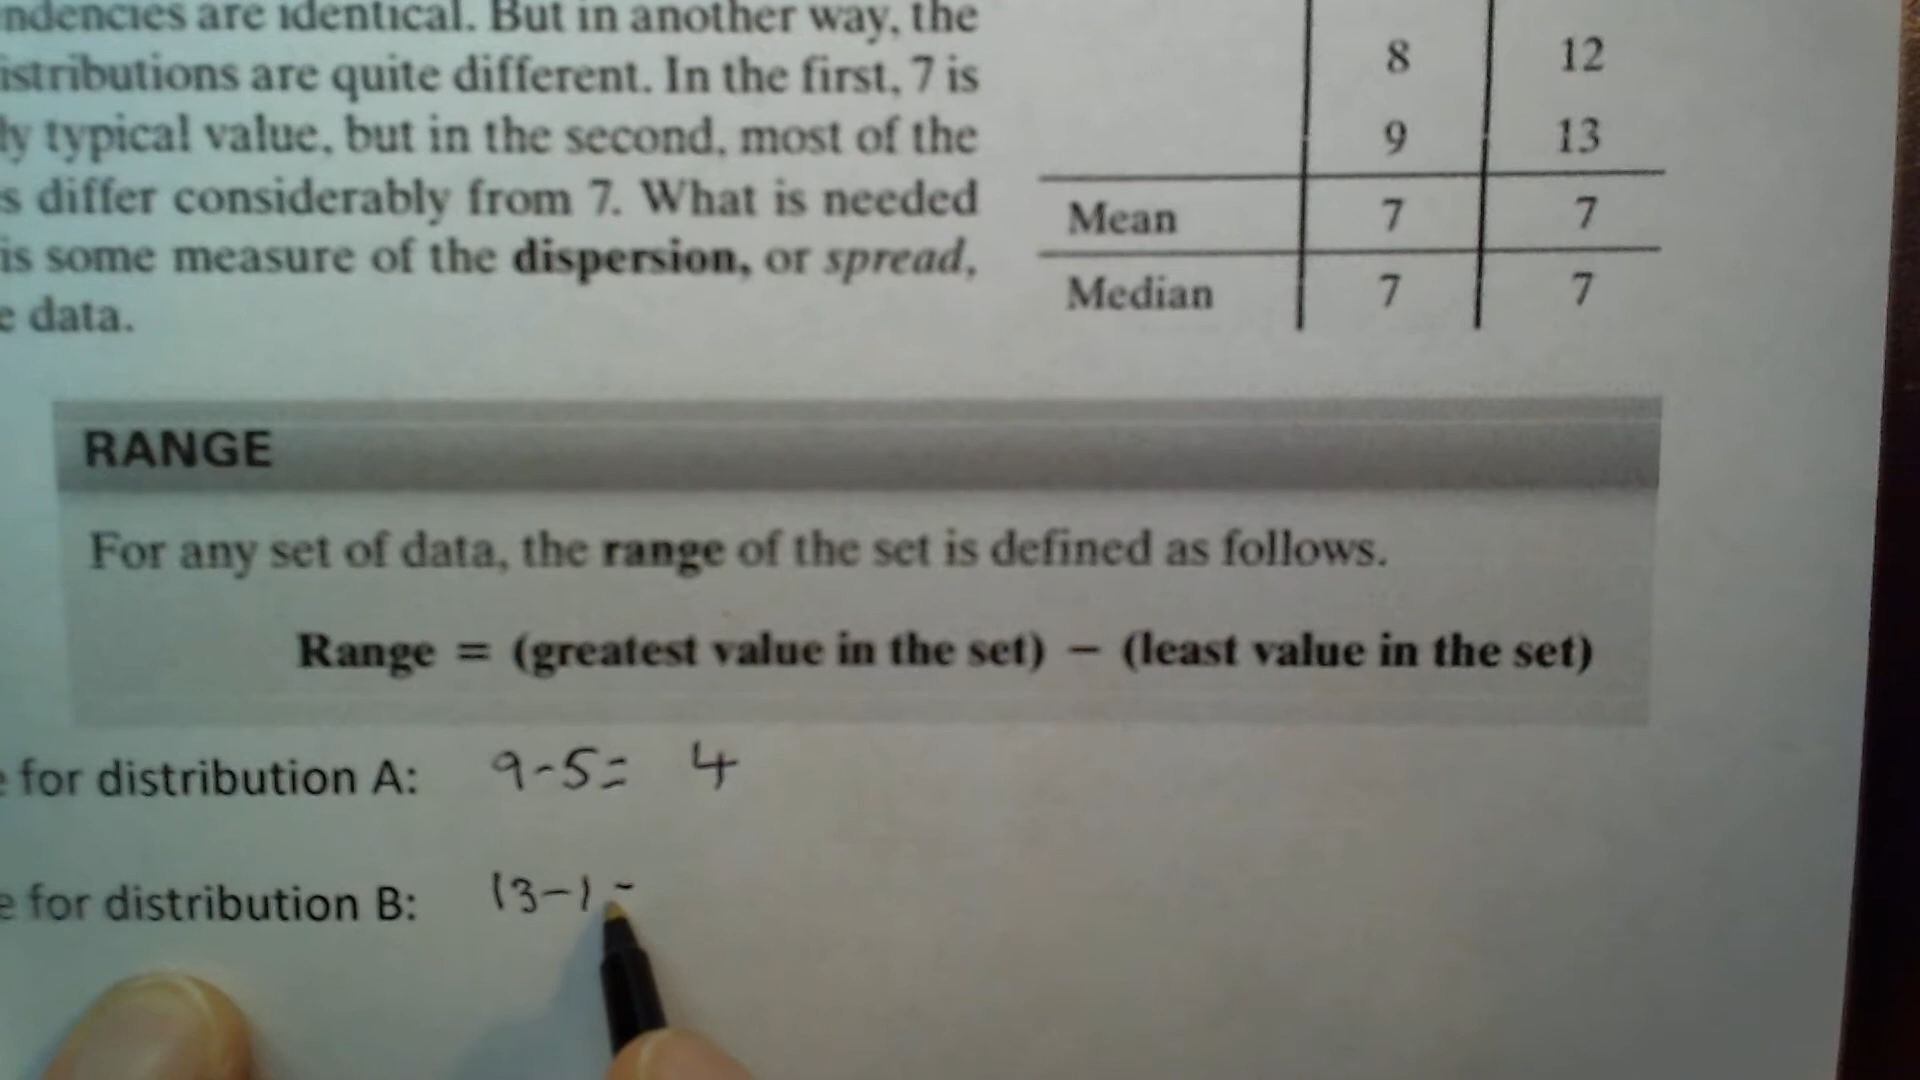 ndencies are identical. But in another way, the
istributions are quite different. In the first, 7 is
ly typical value, but in the second, most of the
s differ considerably from 7. What is needed
is some measure of the dispersion, or spread,
e data.
8 12
9 13
Mean 7 7
Median 7 7
RANGE
For any set of data, the range of the set is defined as follows.
Range = (greatest value in the set) − (least value in the set)
e for distribution A: 9-5= 4
e for distribution B: 13-1 -